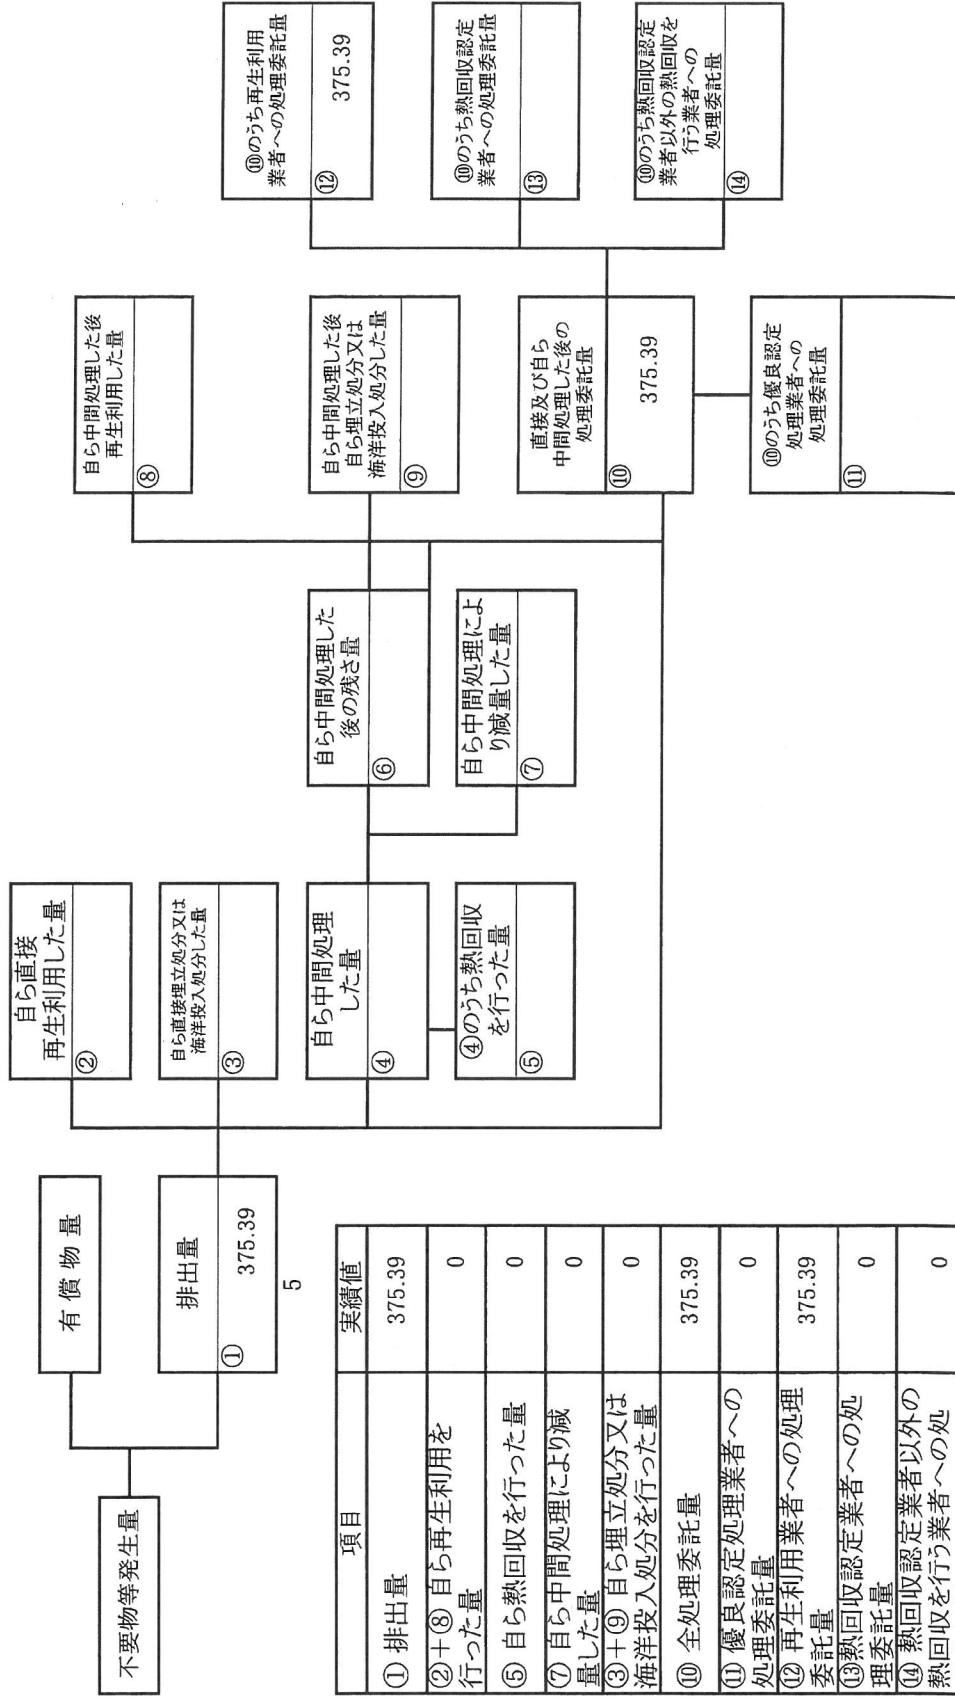 不要物等発生量
有 償 物 量
排出量
①
375.39
5
自ら直接
再生利用した量
②
自ら直接埋立処分又は
海洋投入処分した量
③
自ら中間処理
した量
④
④のうち熱回収
を行った量
⑤
自ら中間処理した
後の残さ量
⑥
自ら中間処理によ
り減量した量
⑦
自ら中間処理した後
再生利用した量
⑧
自ら中間処理した後
自ら埋立処分又は
海洋投入処分した量
⑨
直接及び自ら
中間処理した後の
処理委託量
⑩
375.39
⑩のうち優良認定
処理業者への
処理委託量
⑪
⑩のうち再生利用
業者への処理委託量
⑫
375.39
⑩のうち熱回収認定
業者への処理委託量
⑬
⑩のうち熱回収認定
業者以外の熱回収を
行う業者への
処理委託量
⑭
項目 実績値
① 排出量 375.39
②+⑧ 自ら再生利用を
行った量 0
⑤ 自ら熱回収を行った量 0
⑦ 自ら中間処理により減
量した量 0
③+⑨ 自ら埋立処分又は
海洋投入処分を行った量 0
⑩ 全処理委託量 375.39
⑪ 優良認定処理業者への
処理委託量 0
⑫ 再生利用業者への処理
委託量 375.39
⑬熱回収認定業者への処
理委託量 0
⑭ 熱回収認定業者以外の
熱回収を行う業者への処 0